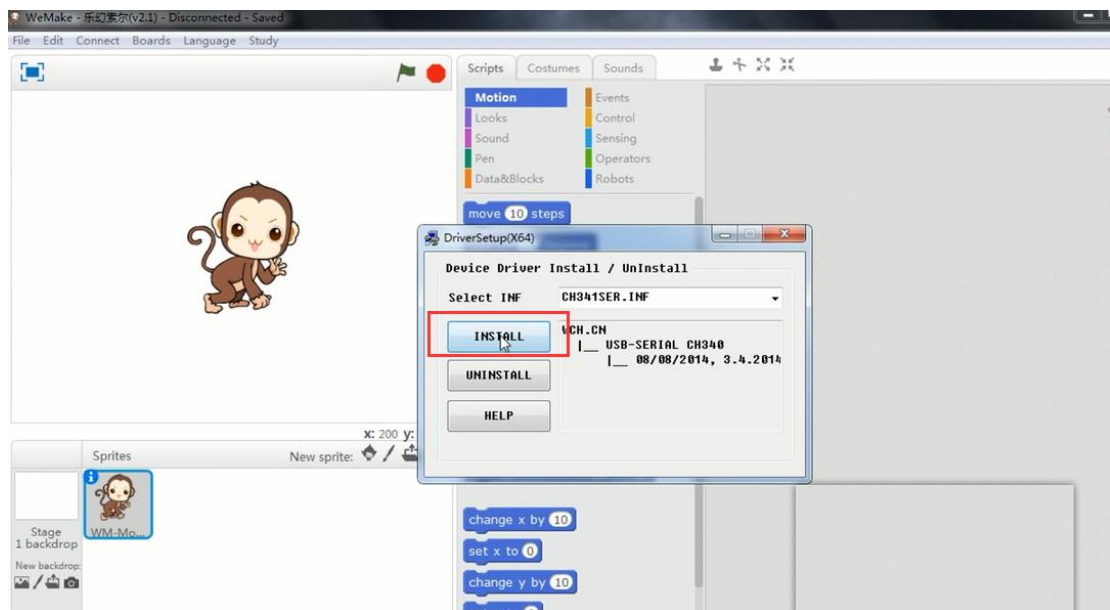 WeMake - 乐幻索尔(v2.1) - Disconnected - Saved
File Edit Connect Boards Language Study
Scripts Costumes Sounds
Motion Events
Looks Control
Sound Sensing
Pen Operators
Data&Blocks Robots
move 10 steps
DriverSetup(X64)
Device Driver Install / UnInstall
Select INF CH341SER.INF
INSTALL
WCH.CN
|__ USB-SERIAL CH340
|__ 08/08/2014, 3.4.2014
UNINSTALL
HELP
x: 200 y:
Sprites New sprite:
Stage
1 backdrop
WM-Mo...
New backdrop:
change x by 10
set x to 0
change y by 10